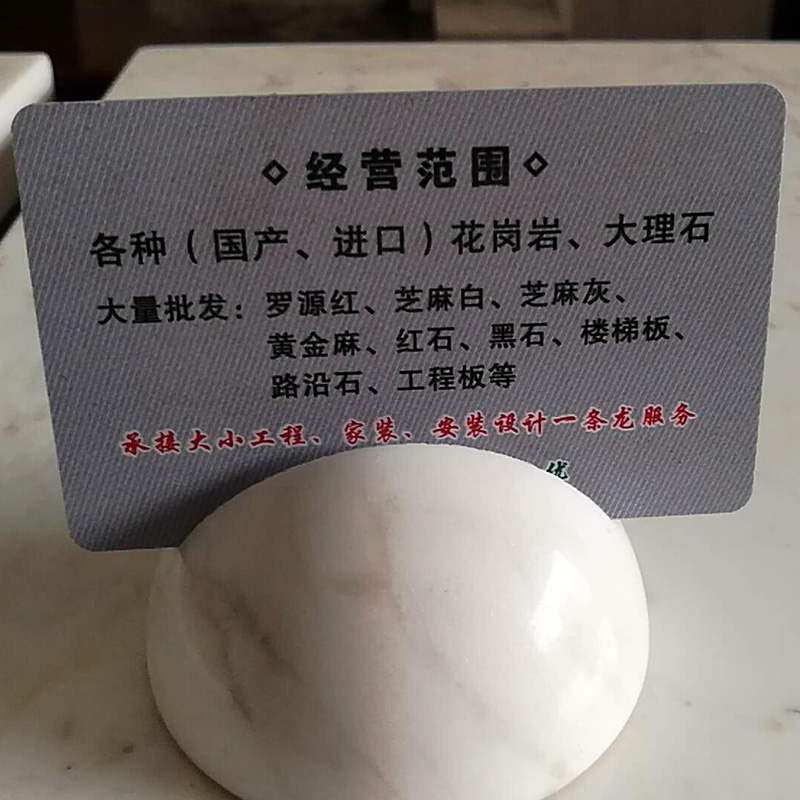 ◇经营范围◇
各种(国产、进口)花岗岩、大理石
大量批发:罗源红、芝麻白、芝麻灰、
黄金麻、红石、黑石、楼梯板、
路沿石、工程板等
承接大小工程、家装、安装设计一条龙服务
优